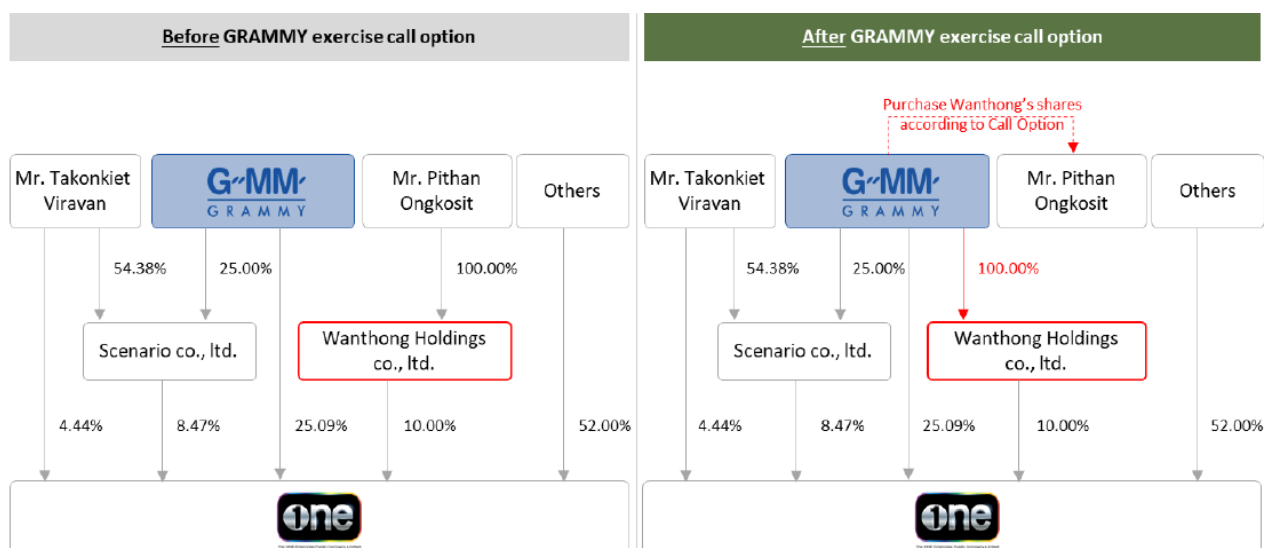 Before GRAMMY exercise call option
Mr. Takonkiet
Viravan
G"MM'
GRAMMY
Mr. Pithan
Ongkosit
Others
54.38%
25.00%
100.00%
Scenario co., ltd.
Wanthong Holdings
co., ltd.
4.44%
8.47%
25.09%
10.00%
52.00%
one
After GRAMMY exercise call option
Purchase Wanthong's shares
according to Call Option
Mr. Takonkiet
Viravan
G"MM'
GRAMMY
Mr. Pithan
Ongkosit
Others
54.38%
25.00%
100.00%
Scenario co., ltd.
Wanthong Holdings
co., ltd.
4.44%
8.47%
25.09%
10.00%
52.00%
one